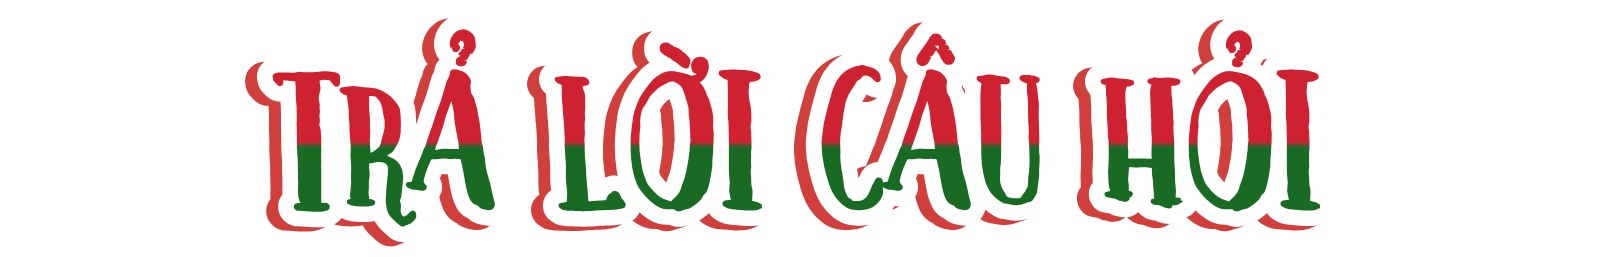 TRẢ LỜI CÂU HỎI